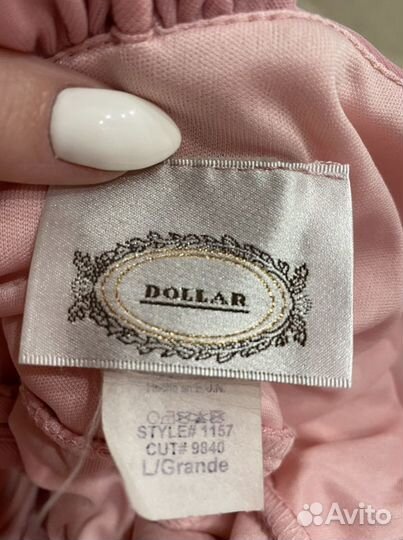 DOLLAR
STYLE# 1157
CUT# 9840
L/Grande
Avito